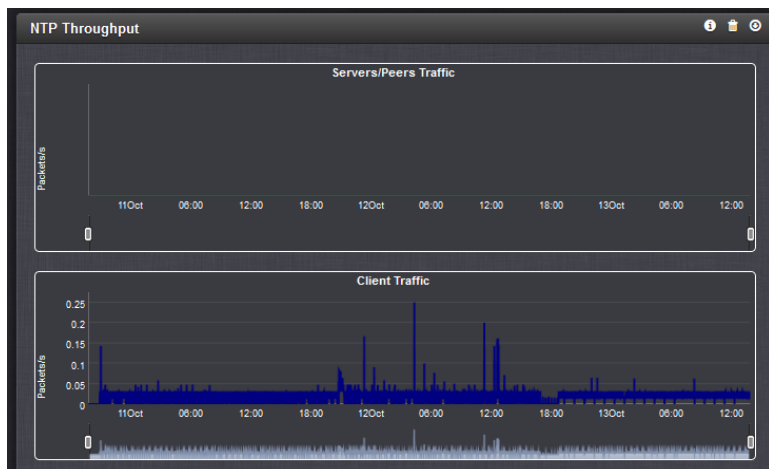 NTP Throughput
Servers/Peers Traffic
Packets/s
11Oct 06:00 12:00 18:00 12Oct 06:00 12:00 18:00 13Oct 06:00 12:00
Client Traffic
0.25
0.2
0.15
0.1
0.05
0
Packets/s
11Oct 06:00 12:00 18:00 12Oct 06:00 12:00 18:00 13Oct 06:00 12:00